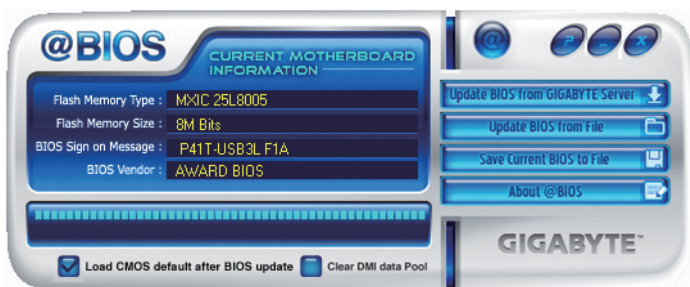 @BIOS
CURRENT MOTHERBOARD
INFORMATION
Flash Memory Type : MXIC 25L8005
Flash Memory Size : 8M Bits
BIOS Sign on Message : P41T-USB3L F1A
BIOS Vendor : AWARD BIOS
Load CMOS default after BIOS update
Clear DMI data Pool
@
?
_
X
Update BIOS from GIGABYTE Server
Update BIOS from File
Save Current BIOS to File
About @BIOS
GIGABYTE™